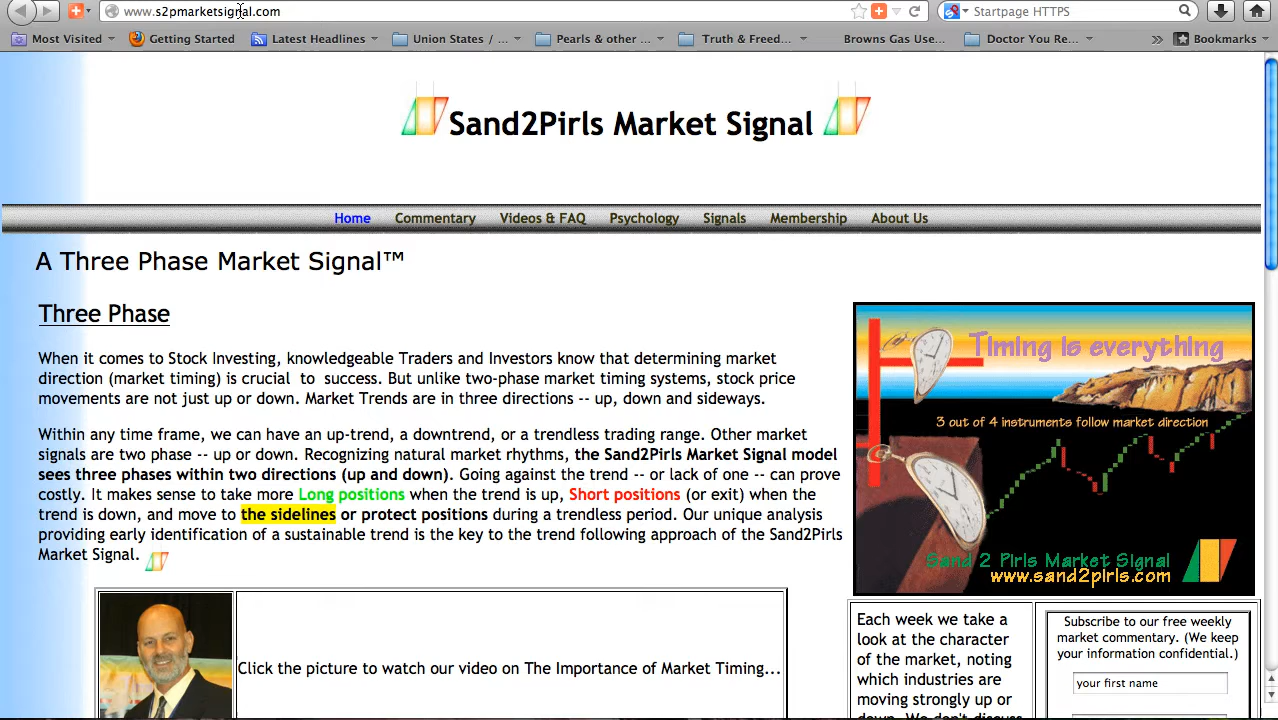 www.s2pmarketsignal.com
Startpage HTTPS
Most Visited
Getting Started
Latest Headlines
Union States / ...
Pearls & other ...
Truth & Freed...
Browns Gas Use...
Doctor You Re...
Bookmarks
Sand2Pirls Market Signal
Home Commentary Videos & FAQ Psychology Signals Membership About Us
A Three Phase Market Signal™
Three Phase
When it comes to Stock Investing, knowledgeable Traders and Investors know that determining market
direction (market timing) is crucial to success. But unlike two-phase market timing systems, stock price
movements are not just up or down. Market Trends are in three directions -- up, down and sideways.
Within any time frame, we can have an up-trend, a downtrend, or a trendless trading range. Other market
signals are two phase -- up or down. Recognizing natural market rhythms, the Sand2Pirls Market Signal model
sees three phases within two directions (up and down). Going against the trend -- or lack of one -- can prove
costly. It makes sense to take more Long positions when the trend is up, Short positions (or exit) when the
trend is down, and move to the sidelines or protect positions during a trendless period. Our unique analysis
providing early identification of a sustainable trend is the key to the trend following approach of the Sand2Pirls
Market Signal.
Timing is everything
3 out of 4 instruments follow market direction
Sand 2 Pirls Market Signal
www.sand2pirls.com
Click the picture to watch our video on The Importance of Market Timing...
Each week we take a
look at the character
of the market, noting
which industries are
moving strongly up or
down. We don't discuss
Subscribe to our free weekly
market commentary. (We keep
your information confidential.)
your first name